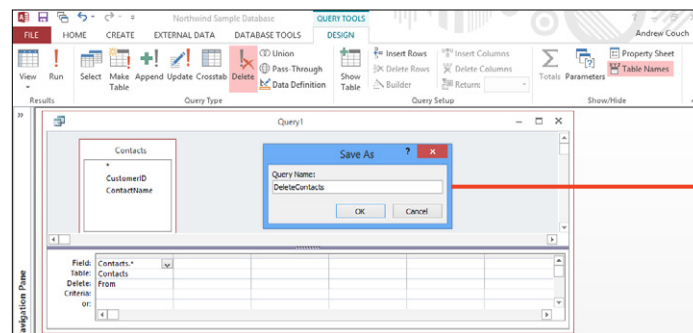 Northwind Sample Database
QUERY TOOLS
FILE HOME CREATE EXTERNAL DATA DATABASE TOOLS DESIGN
Andrew Couch
View Run Select Make Table Append Update Crosstab Delete
Union
Pass-Through
Data Definition
Show Table
Insert Rows
Delete Rows
Builder
Insert Columns
Delete Columns
Return:
Totals Parameters
Property Sheet
Table Names
Results Query Type Query Setup Show/Hide
Query1
Contacts
*
CustomerID
ContactName
Save As
Query Name:
DeleteContacts
OK Cancel
Field: Contacts.*
Table: Contacts
Delete: From
Criteria:
or:
avigation Pane